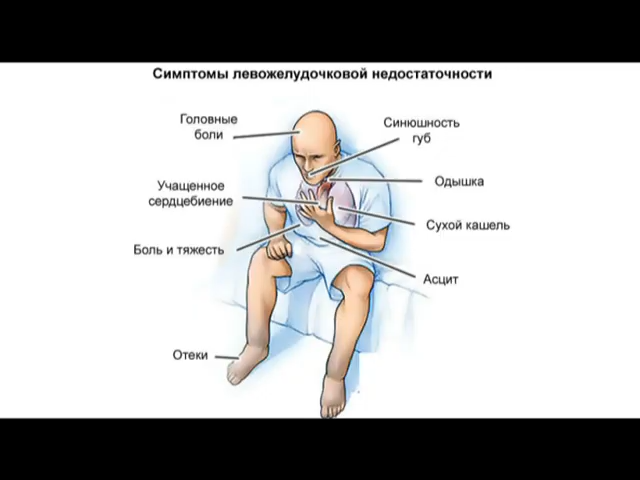 Симптомы левожелудочковой недостаточности
Головные
боли
Синюшность
губ
Учащенное
сердцебиение
Одышка
Сухой кашель
Боль и тяжесть
Асцит
Отеки